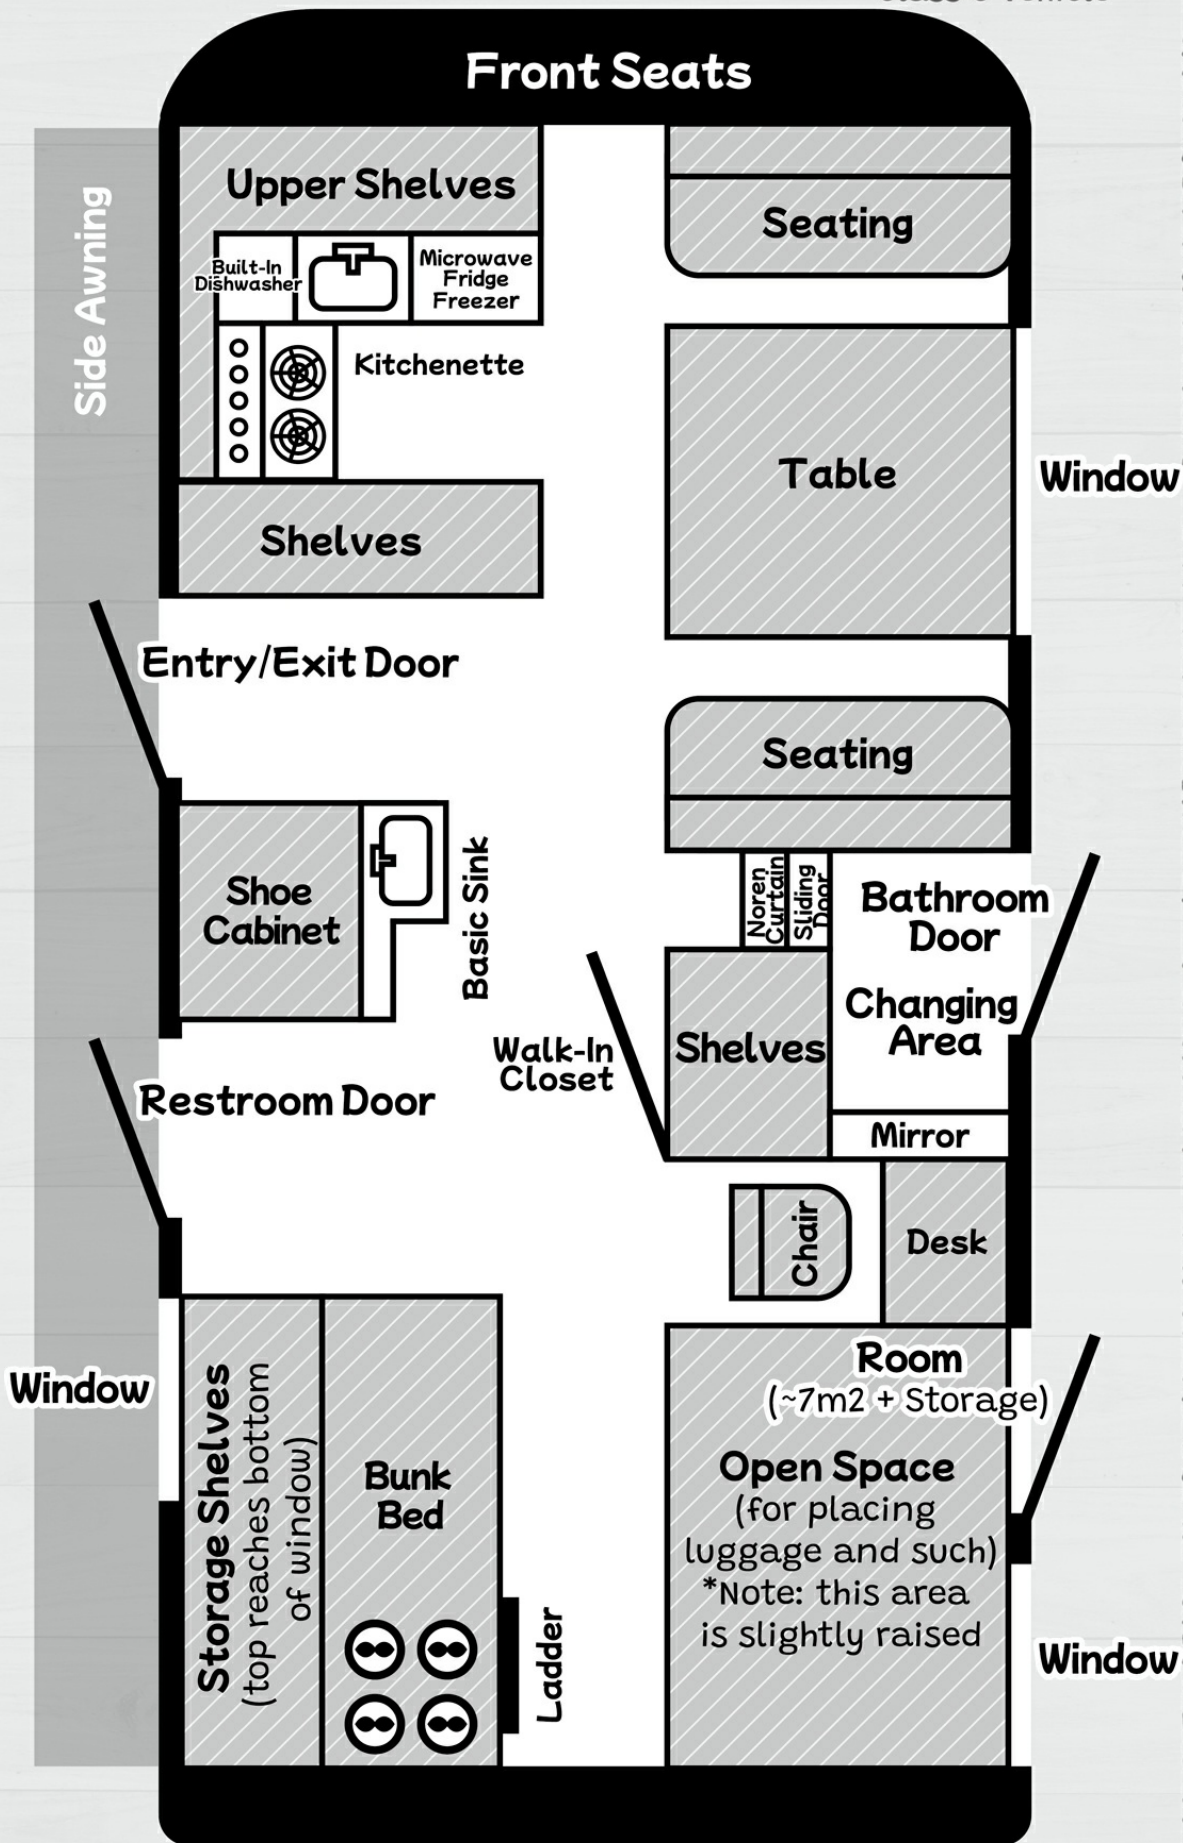 Front Seats
Side Awning
Upper Shelves
Built-In
Dishwasher
Microwave
Fridge
Freezer
Kitchenette
Shelves
Seating
Table
Window
Entry/Exit Door
Seating
Shoe
Cabinet
Basic Sink
Noren
Curtain
Sliding
Door
Bathroom
Door
Changing
Area
Walk-In
Closet
Shelves
Mirror
Restroom Door
Chair
Desk
Window
Storage Shelves
(top reaches bottom
of window)
Bunk
Bed
Ladder
Room
(~7m2 + Storage)
Open Space
(for placing
luggage and such)
*Note: this area
is slightly raised
Window